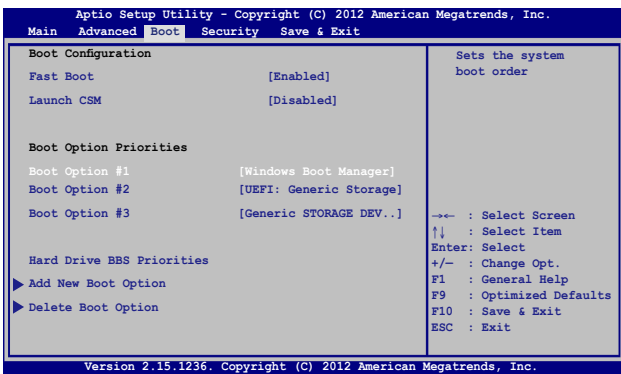 Aptio Setup Utility - Copyright (C) 2012 American Megatrends, Inc.
Main Advanced Boot Security Save & Exit
Boot Configuration
Fast Boot [Enabled]
Launch CSM [Disabled]
Boot Option Priorities
Boot Option #1 [Windows Boot Manager]
Boot Option #2 [UEFI: Generic Storage]
Boot Option #3 [Generic STORAGE DEV..]
Hard Drive BBS Priorities
Add New Boot Option
Delete Boot Option
Sets the system
boot order
→← : Select Screen
↑↓ : Select Item
Enter: Select
+/— : Change Opt.
F1 : General Help
F9 : Optimized Defaults
F10 : Save & Exit
ESC : Exit
Version 2.15.1236. Copyright (C) 2012 American Megatrends, Inc.